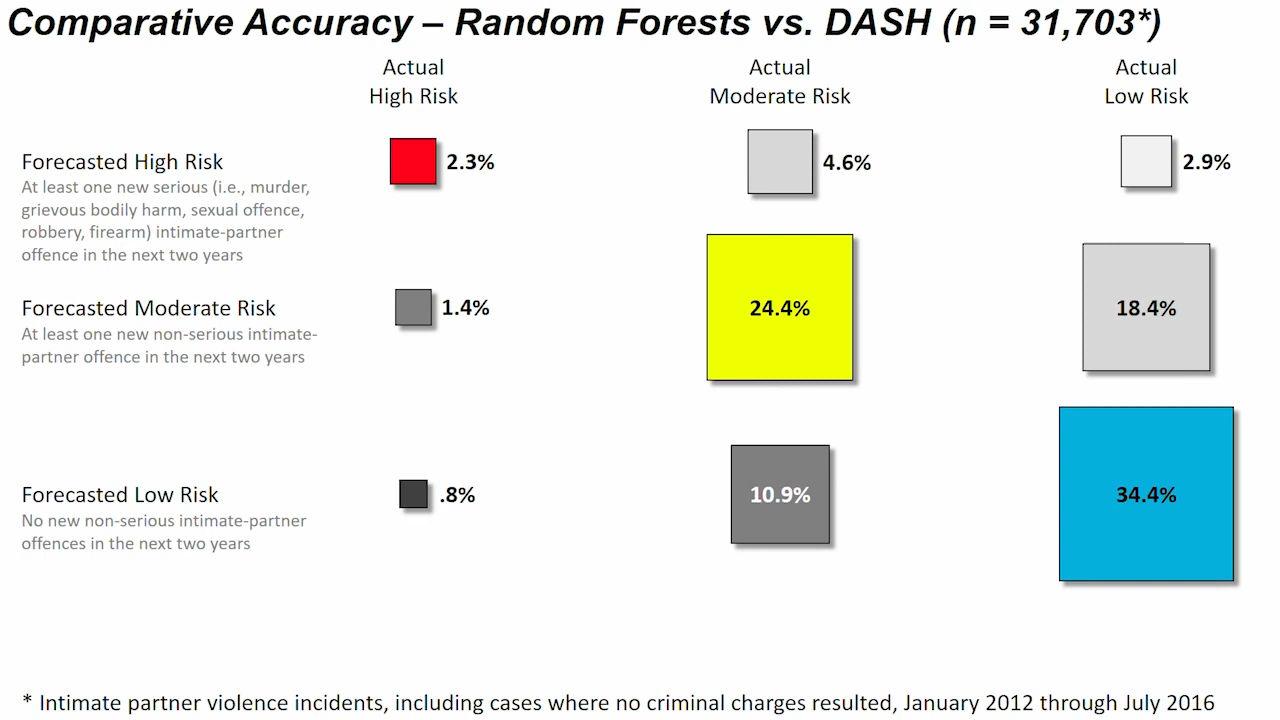 Comparative Accuracy – Random Forests vs. DASH (n = 31,703*)
Actual
High Risk
Actual
Moderate Risk
Actual
Low Risk
Forecasted High Risk
At least one new serious (i.e., murder,
grievous bodily harm, sexual offence,
robbery, firearm) intimate-partner
offence in the next two years
2.3%
4.6%
2.9%
Forecasted Moderate Risk
At least one new non-serious intimate-
partner offence in the next two years
1.4%
24.4%
18.4%
Forecasted Low Risk
No new non-serious intimate-partner
offences in the next two years
.8%
10.9%
34.4%
* Intimate partner violence incidents, including cases where no criminal charges resulted, January 2012 through July 2016